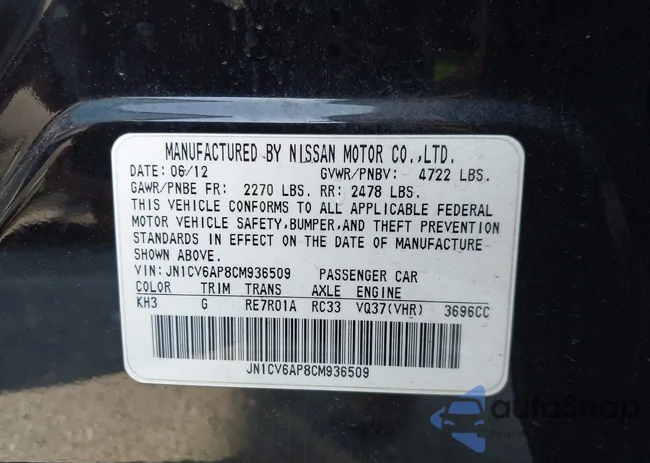 MANUFACTURED BY NISSAN MOTOR CO.,LTD.
DATE: 06/12 GVWR/PNBV: 4722 LBS.
GAWR/PNBE FR: 2270 LBS. RR: 2478 LBS.
THIS VEHICLE CONFORMS TO ALL APPLICABLE FEDERAL
MOTOR VEHICLE SAFETY,BUMPER,AND THEFT PREVENTION
STANDARDS IN EFFECT ON THE DATE OF MANUFACTURE
SHOWN ABOVE.
VIN: JN1CV6AP8CM936509 PASSENGER CAR
COLOR TRIM TRANS AXLE ENGINE
KH3 G RE7R01A RC33 VQ37(VHR) 3696CC
JN1CV6AP8CM936509
autoSnap